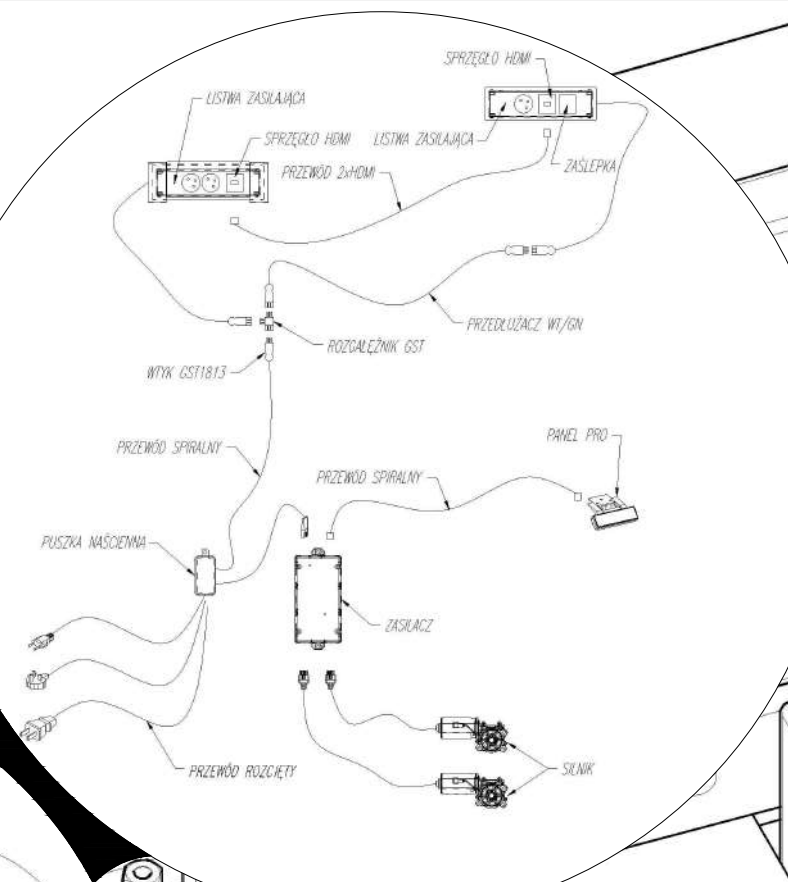 SPRZĘGŁO HDMI
LISTWA ZASILAJĄCA
SPRZĘGŁO HDMI
LISTWA ZASILAJĄCA
ZAŚLEPKA
PRZEWÓD 2xHDMI
PRZEDŁUŻACZ WT/GN
ROZGAŁĘŹNIK GST
WTYK GST18I3
PRZEWÓD SPIRALNY
PANEL PRO
PRZEWÓD SPIRALNY
PUSZKA NAŚCIENNA
ZASILACZ
PRZEWÓD ROZCIĘTY
SILNIK